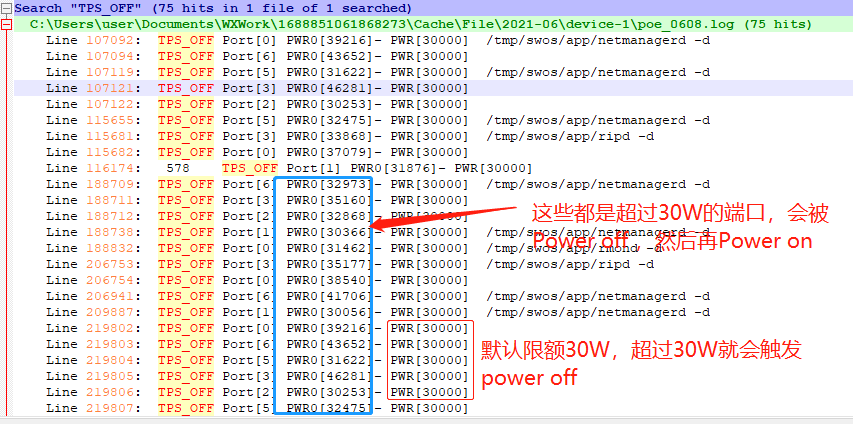 Search "TPS_OFF" (75 hits in 1 file of 1 searched)
C:\Users\user\Documents\WXWork\1688851061868273\Cache\File\2021-06\device-1\poe_0608.log (75 hits)
Line 107092: TPS_OFF Port[0] PWR0[39216]- PWR[30000] /tmp/swos/app/netmanagerd -d
Line 107094: TPS_OFF Port[6] PWR0[43652]- PWR[30000]
Line 107119: TPS_OFF Port[5] PWR0[31622]- PWR[30000] /tmp/swos/app/netmanagerd -d
Line 107121: TPS_OFF Port[3] PWR0[46281]- PWR[30000]
Line 107122: TPS_OFF Port[2] PWR0[30253]- PWR[30000]
Line 115655: TPS_OFF Port[5] PWR0[32475]- PWR[30000] /tmp/swos/app/netmanagerd -d
Line 115681: TPS_OFF Port[3] PWR0[33868]- PWR[30000] /tmp/swos/app/ripd -d
Line 115682: TPS_OFF Port[0] PWR0[37079]- PWR[30000]
Line 116174: 578 TPS_OFF Port[1] PWR0[31876]- PWR[30000]
Line 188709: TPS_OFF Port[6] PWR0[32973]- PWR[30000] /tmp/swos/app/netmanagerd -d
Line 188711: TPS_OFF Port[3] PWR0[35160]- PWR[30000]
Line 188712: TPS_OFF Port[2] PWR0[32868]- PWR[30000]
Line 188738: TPS_OFF Port[1] PWR0[30366]- PWR[30000] /tmp/swos/app/netmanagerd -d
Line 188832: TPS_OFF Port[0] PWR0[31462]- PWR[30000] /tmp/swos/app/rmond -d
Line 206753: TPS_OFF Port[3] PWR0[35177]- PWR[30000] /tmp/swos/app/ripd -d
Line 206754: TPS_OFF Port[0] PWR0[38540]- PWR[30000]
Line 206941: TPS_OFF Port[6] PWR0[41706]- PWR[30000] /tmp/swos/app/netmanagerd -d
Line 209887: TPS_OFF Port[1] PWR0[30056]- PWR[30000] /tmp/swos/app/netmanagerd -d
Line 219802: TPS_OFF Port[0] PWR0[39216]- PWR[30000]
Line 219803: TPS_OFF Port[6] PWR0[43652]- PWR[30000]
Line 219804: TPS_OFF Port[5] PWR0[31622]- PWR[30000]
Line 219805: TPS_OFF Port[3] PWR0[46281]- PWR[30000]
Line 219806: TPS_OFF Port[2] PWR0[30253]- PWR[30000]
Line 219807: TPS_OFF Port[5] PWR0[32475]- PWR[30000]
这些都是超过30W的端口，会被
Power off，然后再Power on
默认限额30W，超过30W就会触发
power off